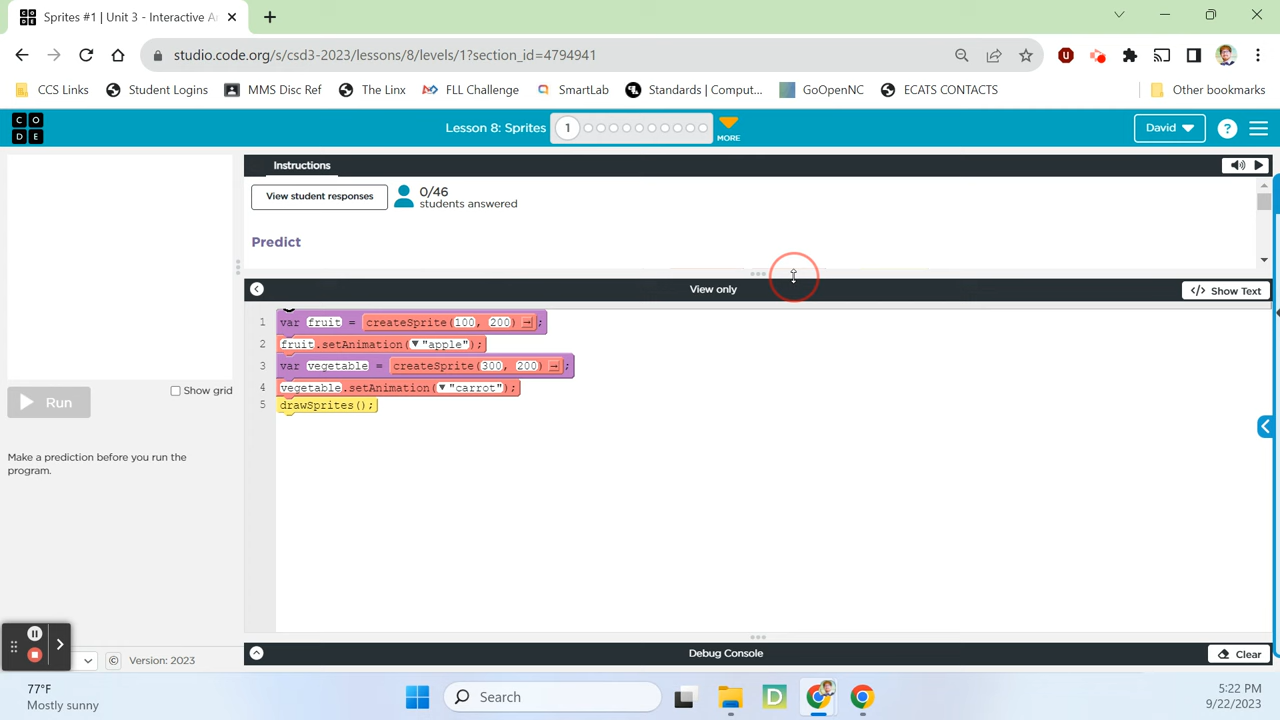 Sprites #1 | Unit 3 - Interactive An
studio.code.org/s/csd3-2023/lessons/8/levels/1?section_id=4794941
CCS Links
Student Logins
MMS Disc Ref
The Linx
FLL Challenge
SmartLab
Standards | Comput...
GoOpenNC
ECATS CONTACTS
Other bookmarks
C O
D E
Lesson 8: Sprites
1
MORE
David
?
Instructions
View student responses
0/46
students answered
Predict
View only
</> Show Text
1 var fruit = createSprite(100, 200);
2 fruit.setAnimation("apple");
3 var vegetable = createSprite(300, 200);
4 vegetable.setAnimation("carrot");
5 drawSprites();
Run
Show grid
Make a prediction before you run the
program.
© Version: 2023
Debug Console
Clear
77°F
Mostly sunny
Search
D
5:22 PM
9/22/2023